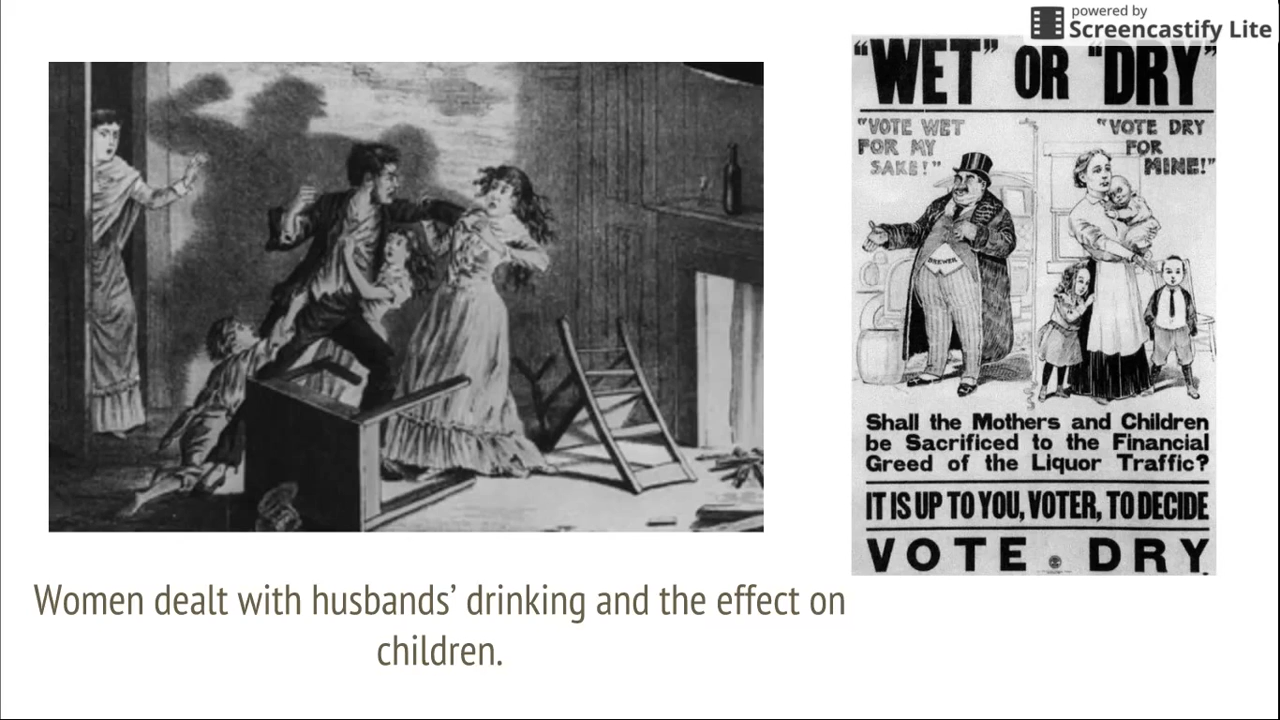 powered by
Screencastify Lite
"WET" OR "DRY"
"VOTE WET
FOR MY
SAKE!"
"VOTE DRY
FOR
MINE!"
BREWER
Shall the Mothers and Children
be Sacrificed to the Financial
Greed of the Liquor Traffic?
IT IS UP TO YOU, VOTER, TO DECIDE
VOTE DRY
Women dealt with husbands’ drinking and the effect on
children.